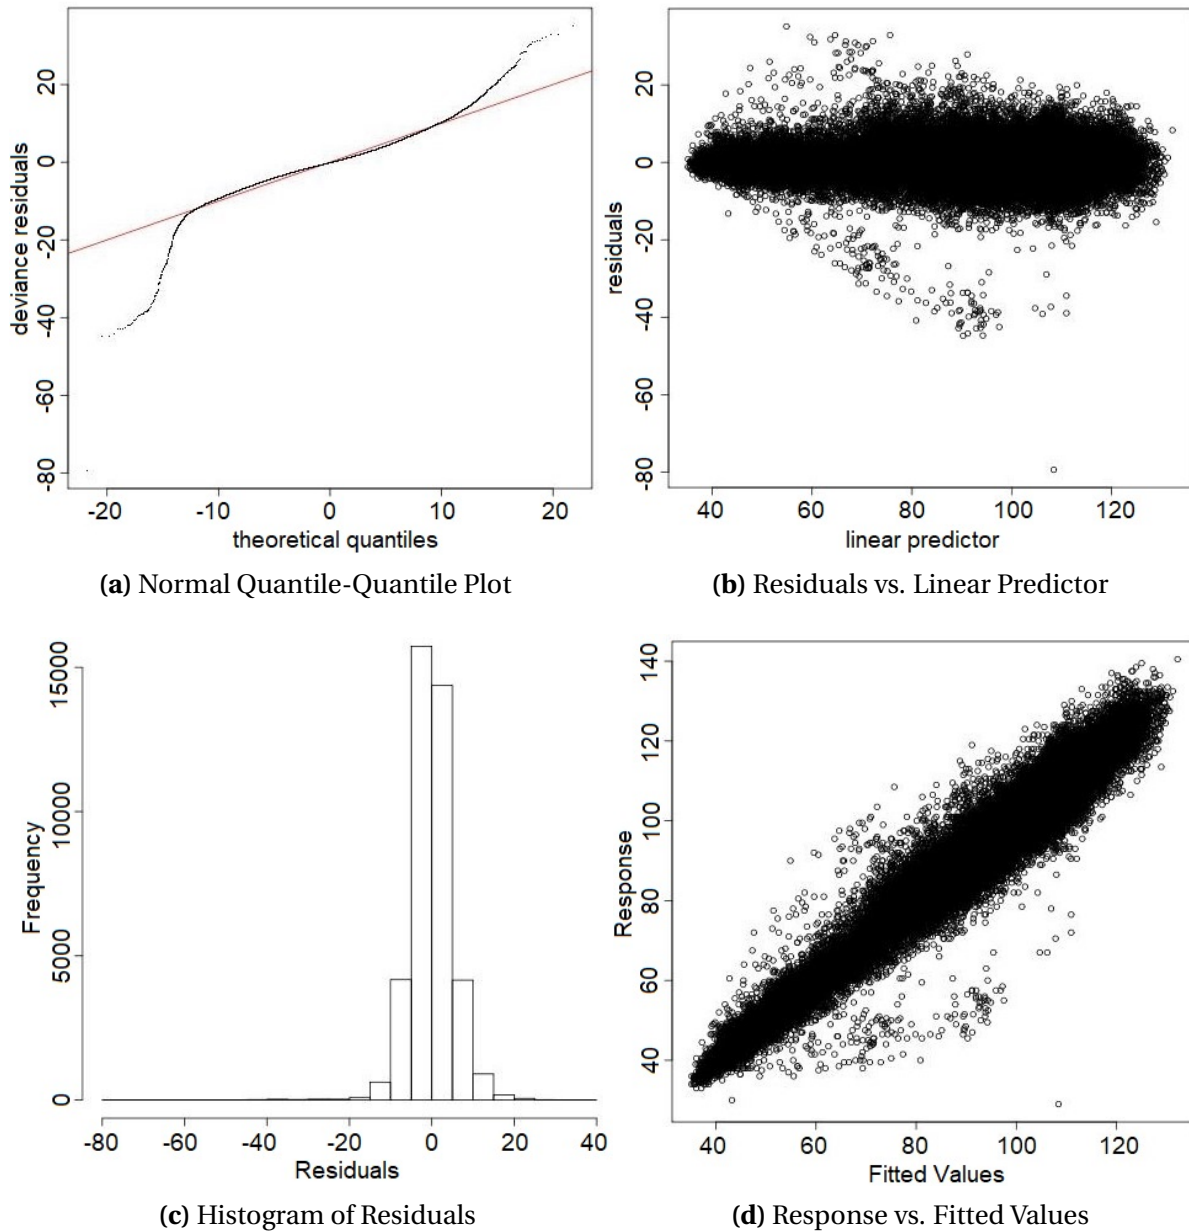 20
0
-20
-40
-60
-80
deviance residuals
-20 -10 0 10 20
theoretical quantiles
(a) Normal Quantile-Quantile Plot
20
0
-20
-40
-60
-80
residuals
40 60 80 100 120
linear predictor
(b) Residuals vs. Linear Predictor
15000
10000
5000
0
Frequency
-80 -60 -40 -20 0 20 40
Residuals
(c) Histogram of Residuals
140
120
100
80
60
40
Response
40 60 80 100 120
Fitted Values
(d) Response vs. Fitted Values